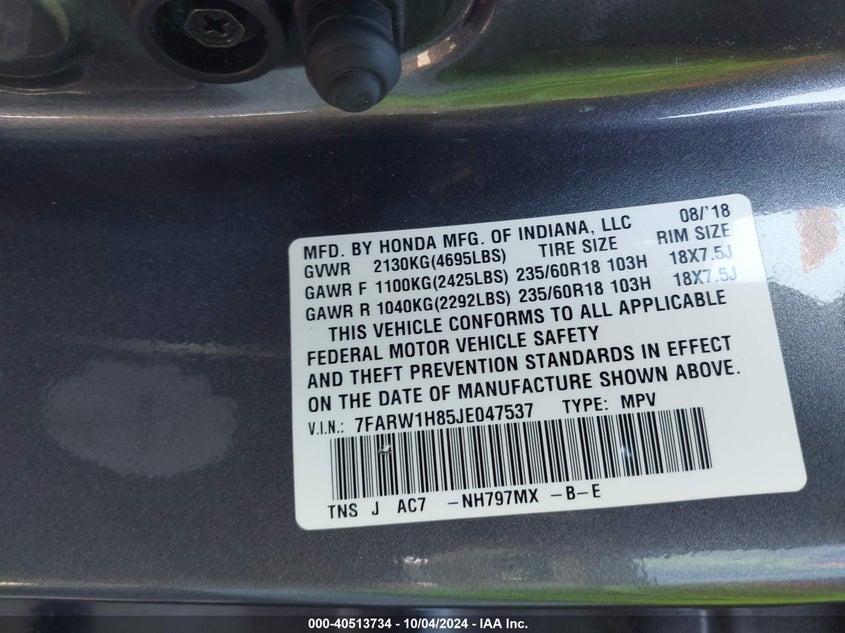 MFD. BY HONDA MFG. OF INDIANA, LLC 08/'18
GVWR 2130KG(4695LBS) TIRE SIZE RIM SIZE
GAWR F 1100KG(2425LBS) 235/60R18 103H 18X7.5J
GAWR R 1040KG(2292LBS) 235/60R18 103H 18X7.5J
THIS VEHICLE CONFORMS TO ALL APPLICABLE
FEDERAL MOTOR VEHICLE SAFETY
AND THEFT PREVENTION STANDARDS IN EFFECT
ON THE DATE OF MANUFACTURE SHOWN ABOVE.
V.I.N.: 7FARW1H85JE047537 TYPE: MPV
TNS J AC7 -NH797MX -B-E
000-40513734 - 10/04/2024 - IAA Inc.